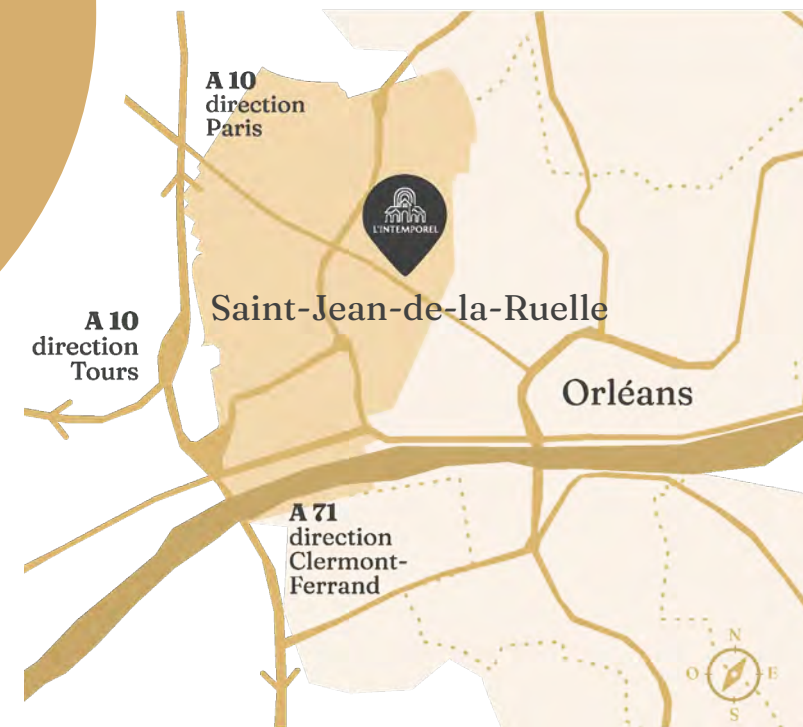 A 10
direction
Paris
L'INTEMPOREL
Saint-Jean-de-la-Ruelle
A 10
direction
Tours
Orléans
A 71
direction
Clermont-
Ferrand
N
O E
S